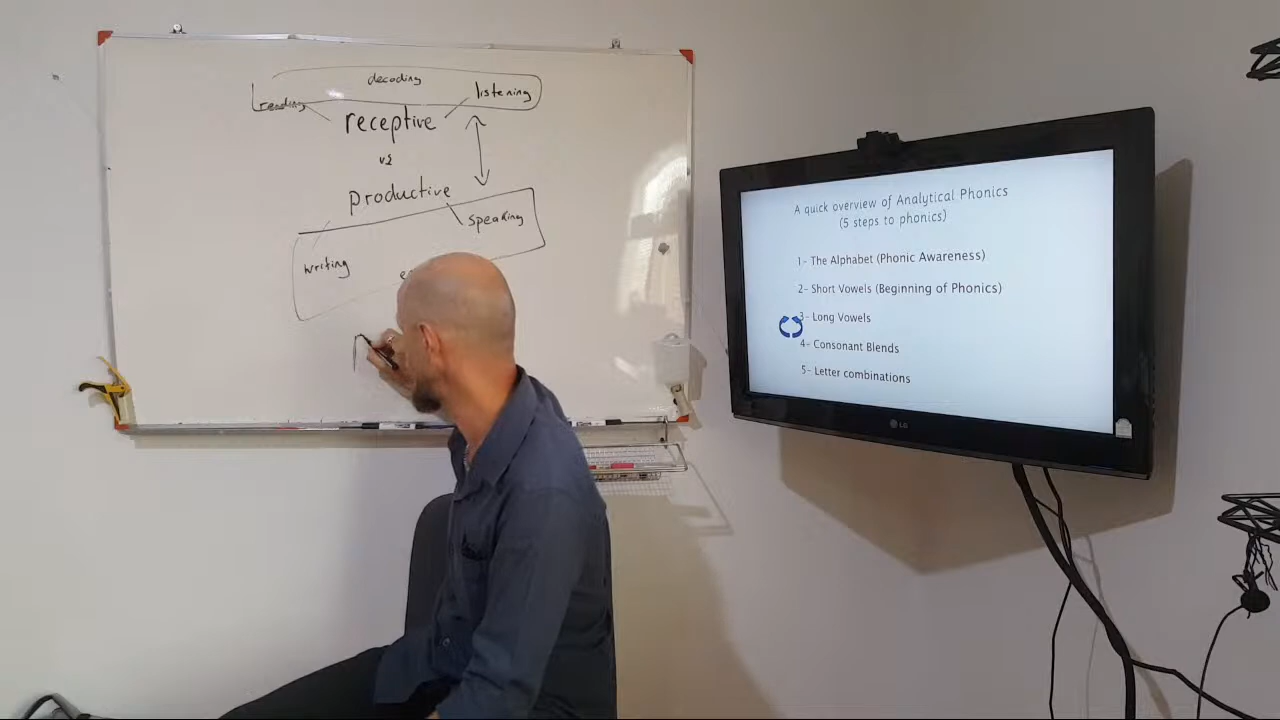 decoding
reading
listening
receptive
vs
productive
speaking
writing
A quick overview of Analytical Phonics
(5 steps to phonics)
1- The Alphabet (Phonic Awareness)
2- Short Vowels (Beginning of Phonics)
3- Long Vowels
4- Consonant Blends
5- Letter combinations
LG